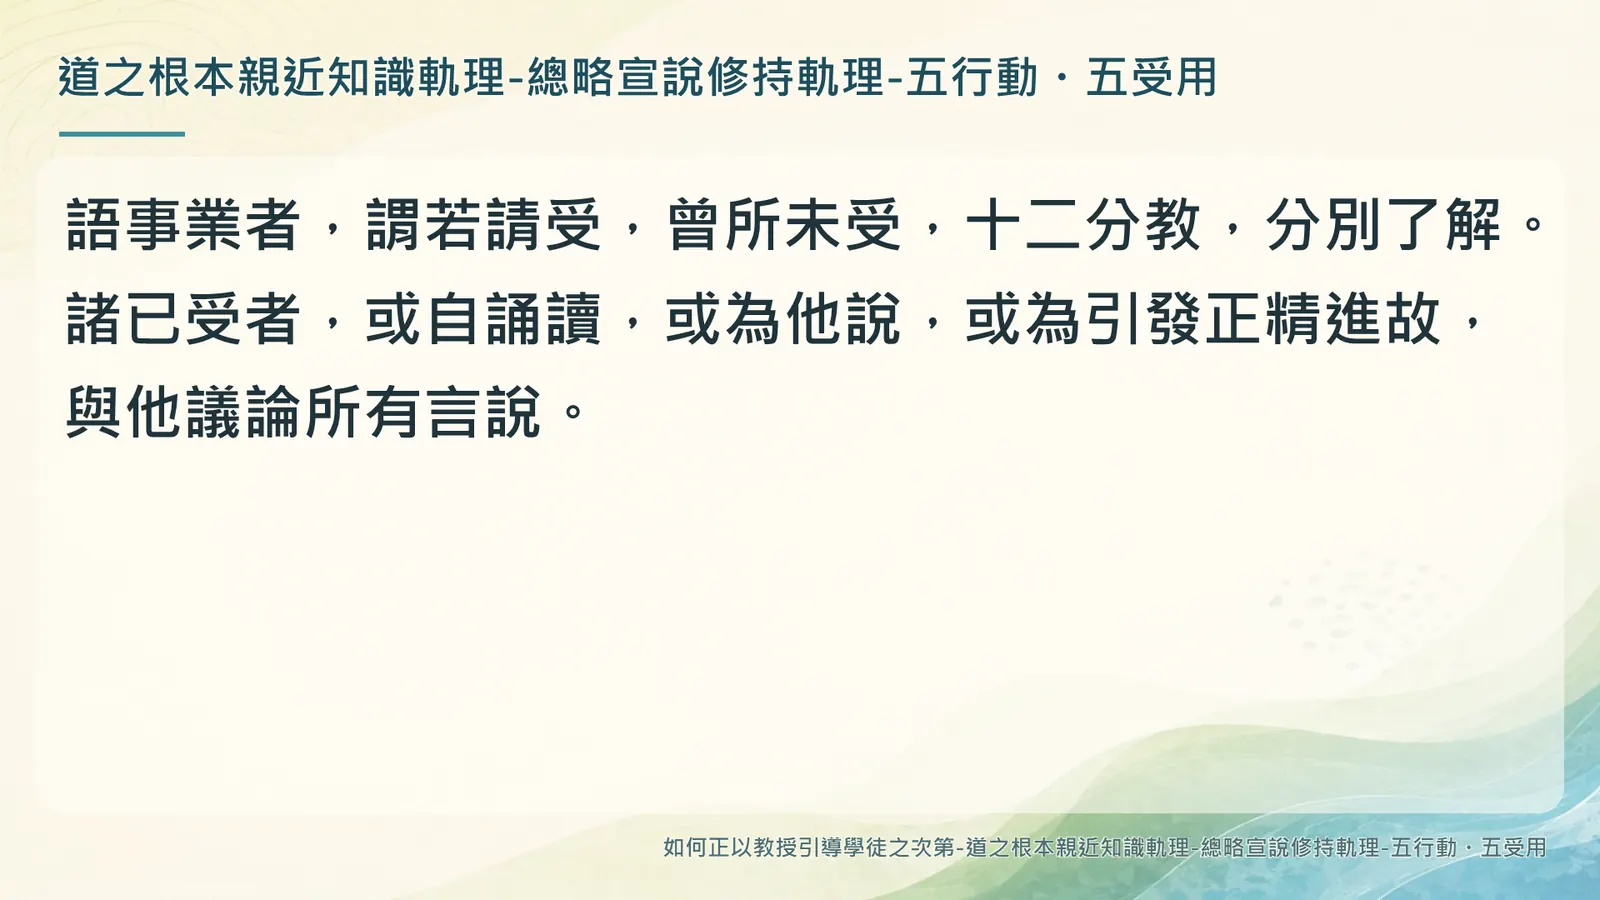 道之根本親近知識軌理-總略宣說修持軌理-五行動．五受用
語事業者，謂若請受，曾所未受，十二分教，分別了解。
諸已受者，或自誦讀，或為他說，或為引發正精進故，
與他議論所有言說。
如何正以教授引導學徒之次第-道之根本親近知識軌理-總略宣說修持軌理-五行動．五受用